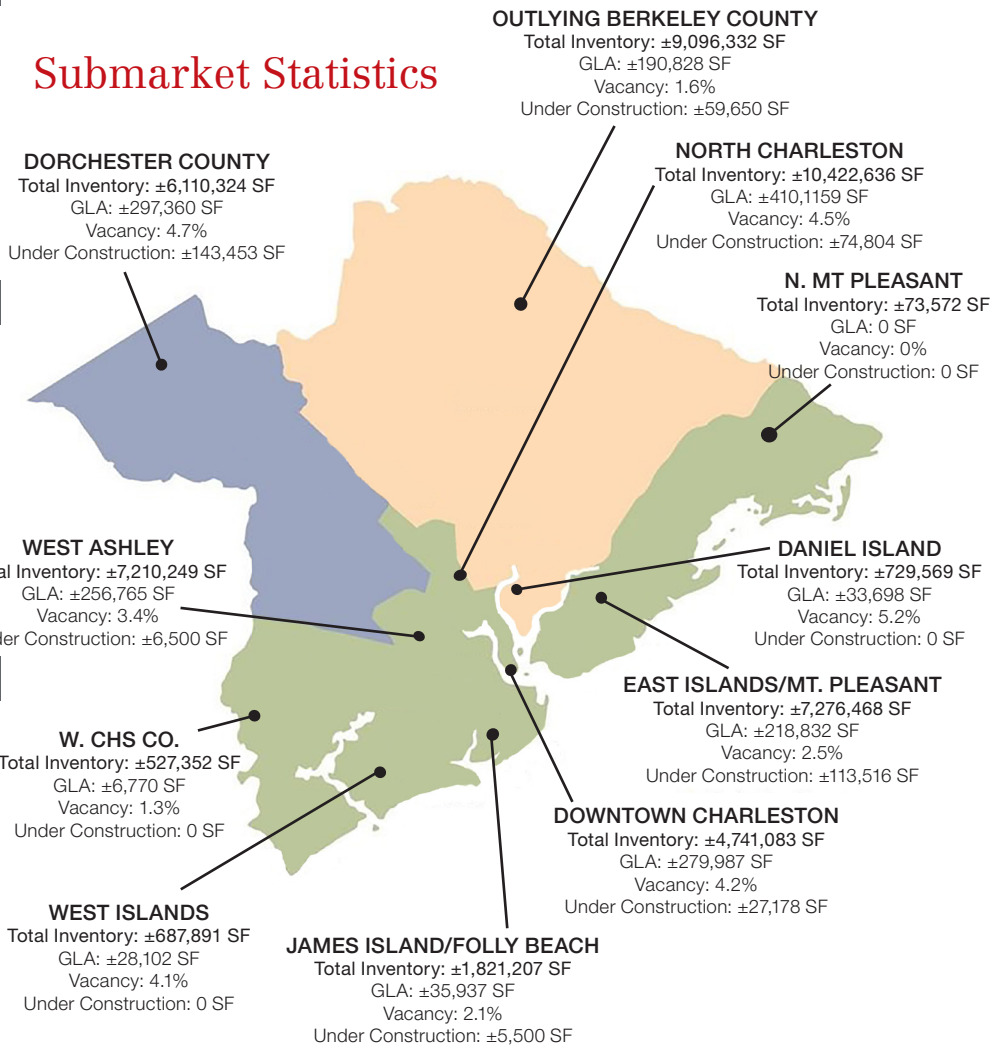 Submarket Statistics
OUTLYING BERKELEY COUNTY
Total Inventory: ±9,096,332 SF
GLA: ±190,828 SF
Vacancy: 1.6%
Under Construction: ±59,650 SF
DORCHESTER COUNTY
Total Inventory: ±6,110,324 SF
GLA: ±297,360 SF
Vacancy: 4.7%
Under Construction: ±143,453 SF
NORTH CHARLESTON
Total Inventory: ±10,422,636 SF
GLA: ±410,1159 SF
Vacancy: 4.5%
Under Construction: ±74,804 SF
N. MT PLEASANT
Total Inventory: ±73,572 SF
GLA: 0 SF
Vacancy: 0%
Under Construction: 0 SF
WEST ASHLEY
al Inventory: ±7,210,249 SF
GLA: ±256,765 SF
Vacancy: 3.4%
der Construction: ±6,500 SF
DANIEL ISLAND
Total Inventory: ±729,569 SF
GLA: ±33,698 SF
Vacancy: 5.2%
Under Construction: 0 SF
EAST ISLANDS/MT. PLEASANT
Total Inventory: ±7,276,468 SF
GLA: ±218,832 SF
Vacancy: 2.5%
Under Construction: ±113,516 SF
W. CHS CO.
Total Inventory: ±527,352 SF
GLA: ±6,770 SF
Vacancy: 1.3%
Under Construction: 0 SF
DOWNTOWN CHARLESTON
Total Inventory: ±4,741,083 SF
GLA: ±279,987 SF
Vacancy: 4.2%
Under Construction: ±27,178 SF
WEST ISLANDS
Total Inventory: ±687,891 SF
GLA: ±28,102 SF
Vacancy: 4.1%
Under Construction: 0 SF
JAMES ISLAND/FOLLY BEACH
Total Inventory: ±1,821,207 SF
GLA: ±35,937 SF
Vacancy: 2.1%
Under Construction: ±5,500 SF